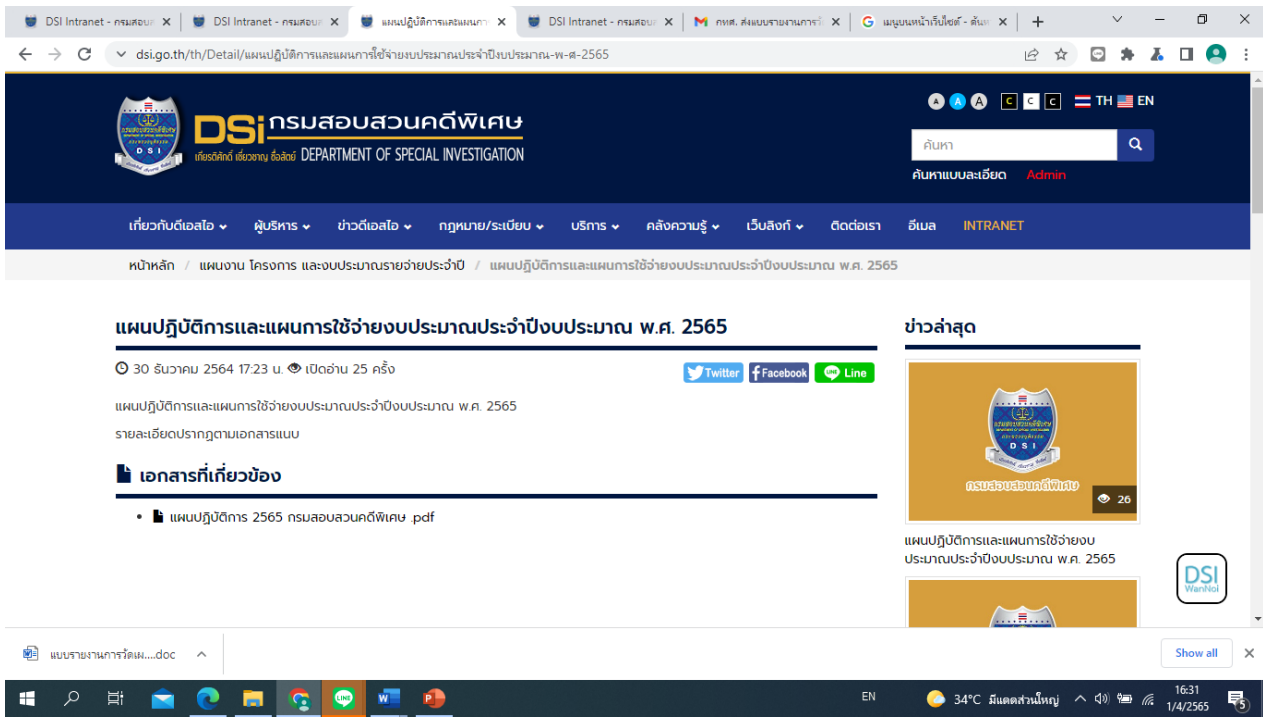 DSI Intranet - กรมสอบส
DSI Intranet - กรมสอบส
แผนปฏิบัติการและแผนกา
DSI Intranet - กรมสอบส
กทศ. ส่งแบบรายงานการวั
เมนูบนหน้าเว็บไซต์ - ค้นห
dsi.go.th/th/Detail/แผนปฏิบัติการและแผนการใช้จ่ายงบประมาณประจำปีงบประมาณ-พ-ศ-2565
A A A C C C TH EN
DSi กรมสอบสวนคดีพิเศษ
เกียรติศักดิ์ เชี่ยวชาญ ซื่อสัตย์ DEPARTMENT OF SPECIAL INVESTIGATION
ค้นหา
ค้นหาแบบละเอียด Admin
เกี่ยวกับดีเอสไอ ผู้บริหาร ข่าวดีเอสไอ กฎหมาย/ระเบียบ บริการ คลังความรู้ เว็บลิงก์ ติดต่อเรา อีเมล INTRANET
หน้าหลัก / แผนงาน โครงการ และงบประมาณรายจ่ายประจำปี / แผนปฏิบัติการและแผนการใช้จ่ายงบประมาณประจำปีงบประมาณ พ.ศ. 2565
แผนปฏิบัติการและแผนการใช้จ่ายงบประมาณประจำปีงบประมาณ พ.ศ. 2565
30 ธันวาคม 2564 17:23 น. เปิดอ่าน 25 ครั้ง
Twitter Facebook Line
แผนปฏิบัติการและแผนการใช้จ่ายงบประมาณประจำปีงบประมาณ พ.ศ. 2565
รายละเอียดปรากฏตามเอกสารแนบ
เอกสารที่เกี่ยวข้อง
• แผนปฏิบัติการ 2565 กรมสอบสวนคดีพิเศษ .pdf
ข่าวล่าสุด
DSI
กรมสอบสวนคดีพิเศษ
26
แผนปฏิบัติการและแผนการใช้จ่ายงบ
ประมาณประจำปีงบประมาณ พ.ศ. 2565
DSI
WanNoi
แบบรายงานการวัดผ....doc
Show all
EN
34°C มีแดดส่วนใหญ่
16:31
1/4/2565
5